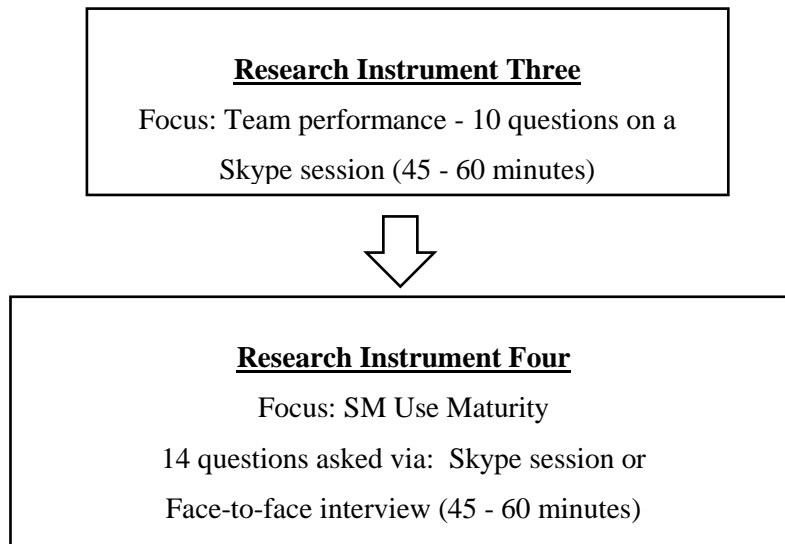 Research Instrument Three
Focus: Team performance - 10 questions on a
Skype session (45 - 60 minutes)
Research Instrument Four
Focus: SM Use Maturity
14 questions asked via:  Skype session or
Face-to-face interview (45 - 60 minutes)